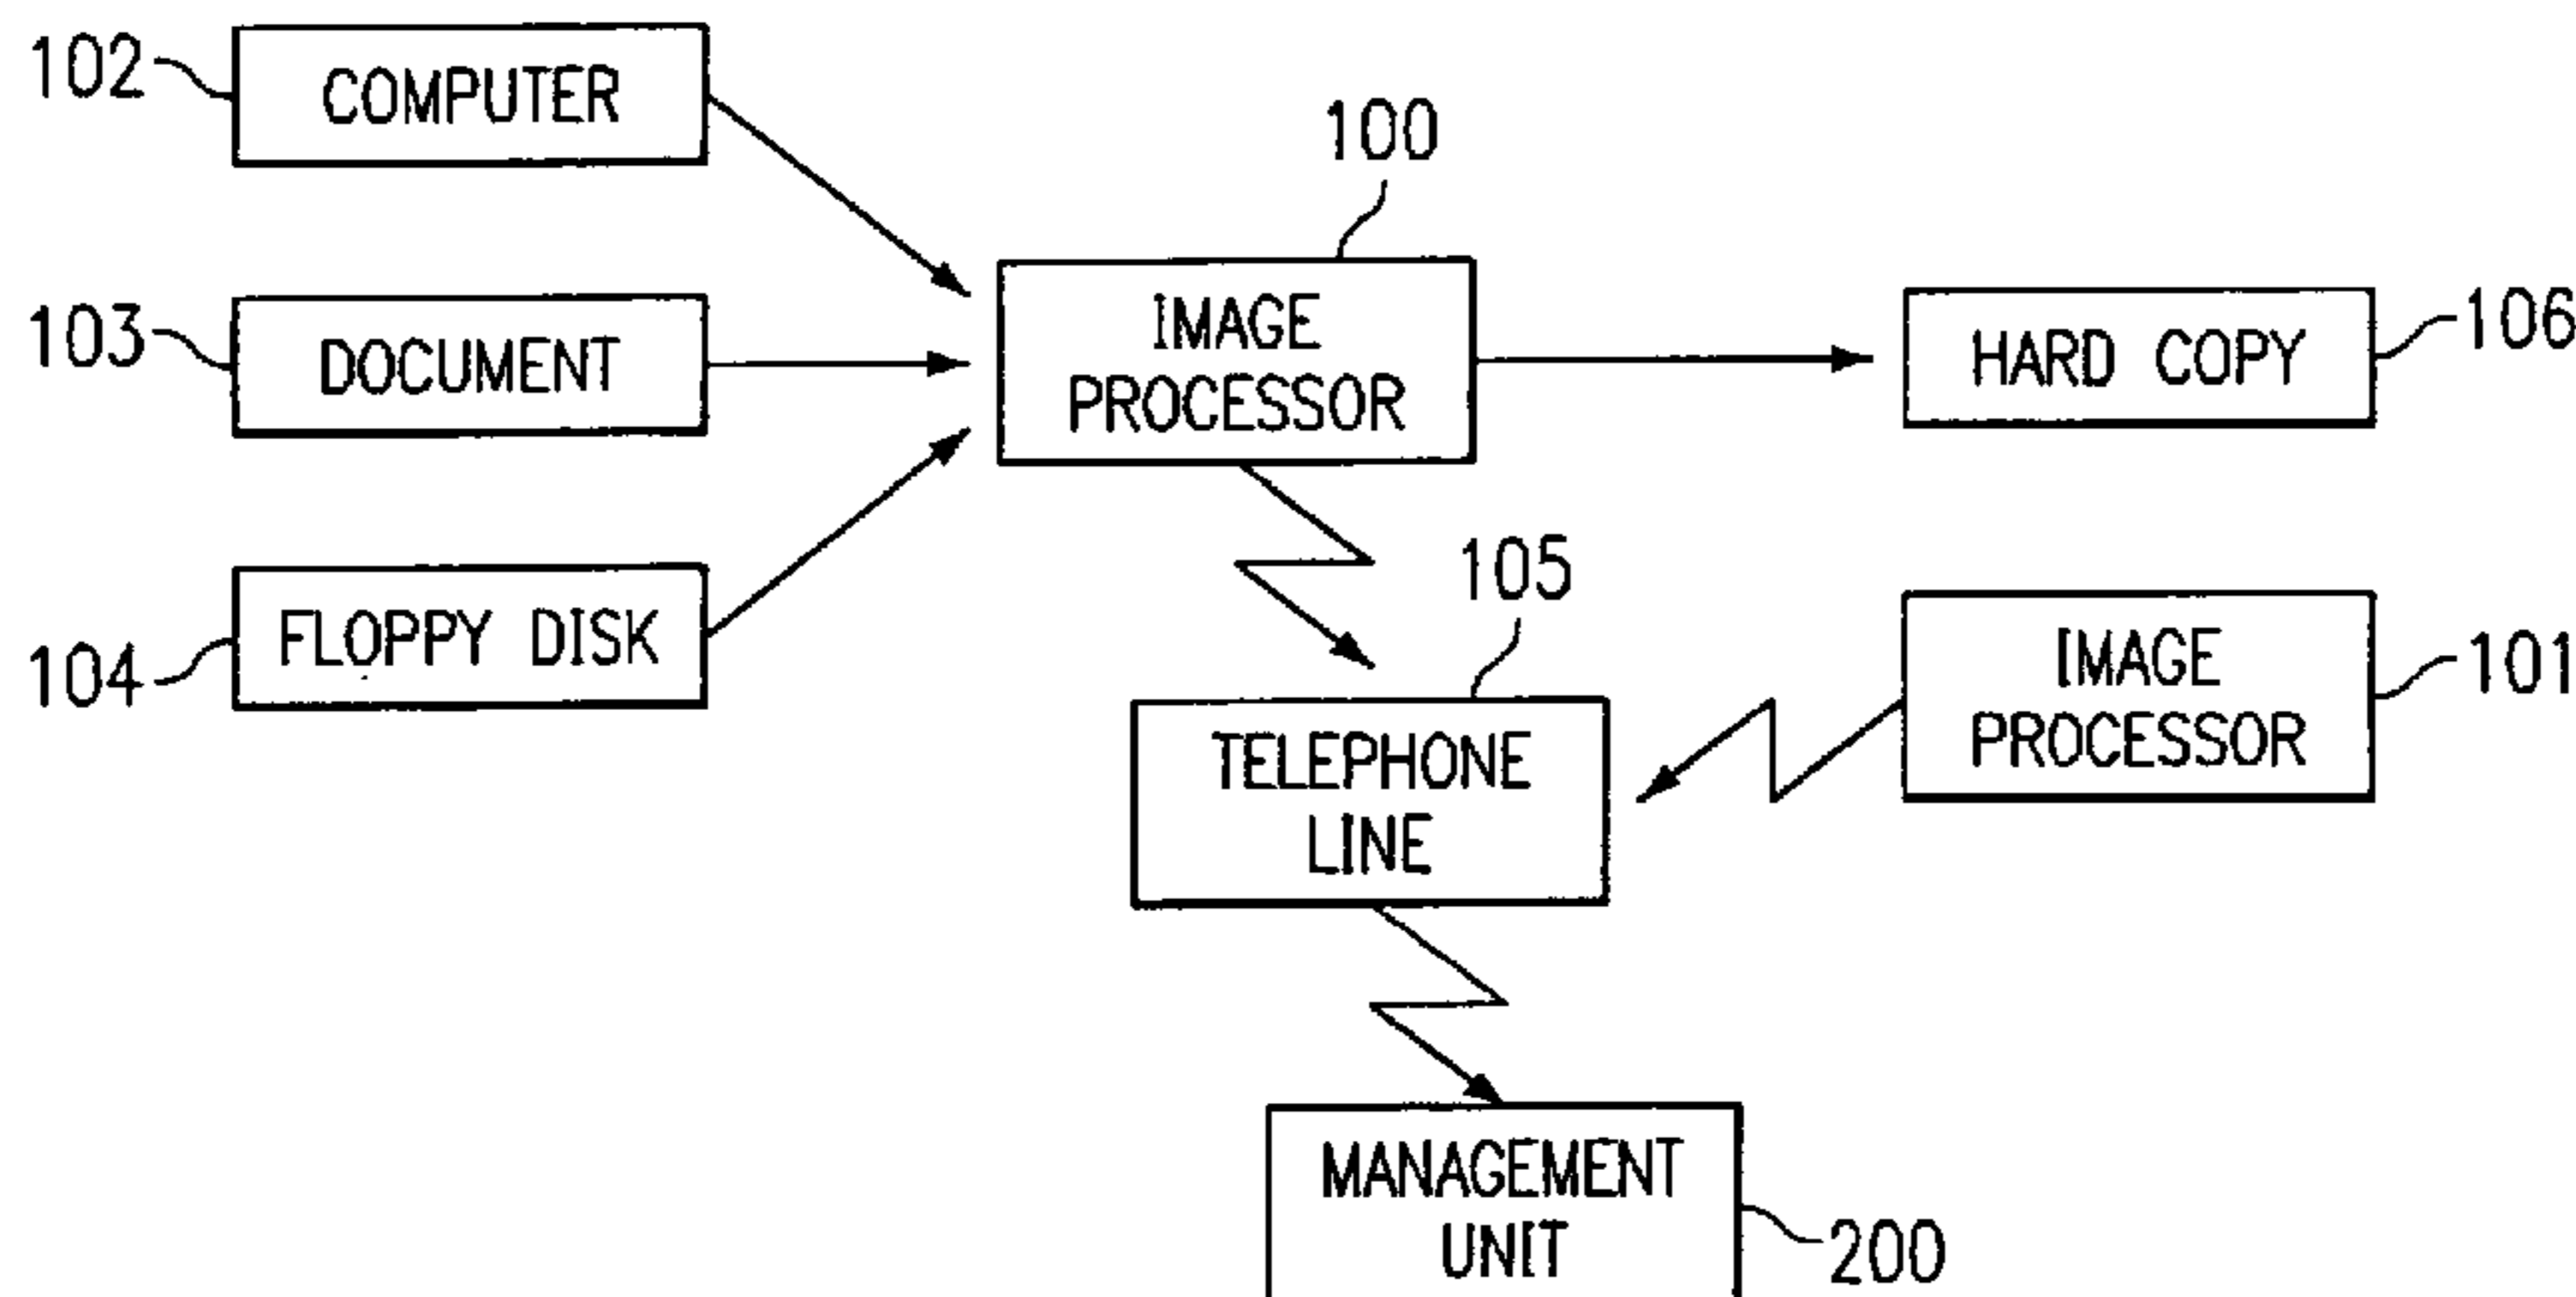 102
COMPUTER
100
103
DOCUMENT
IMAGE
PROCESSOR
HARD COPY
106
104
FLOPPY DISK
105
TELEPHONE
LINE
IMAGE
PROCESSOR
101
MANAGEMENT
UNIT
200